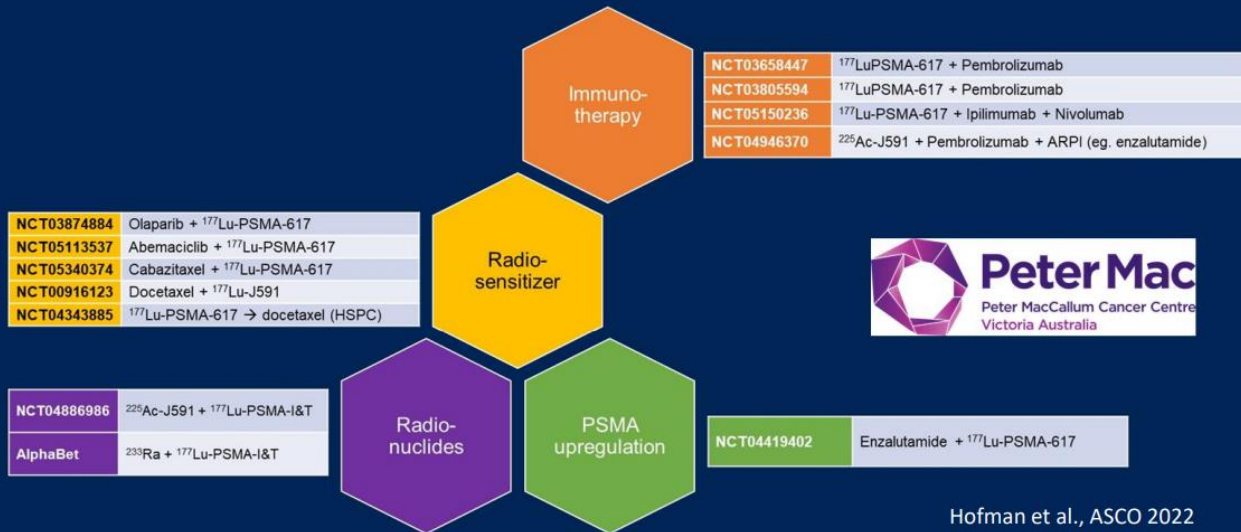 Immuno-
therapy
NCT03658447 ¹⁷⁷LuPSMA-617 + Pembrolizumab
NCT03805594 ¹⁷⁷LuPSMA-617 + Pembrolizumab
NCT05150236 ¹⁷⁷Lu-PSMA-617 + Ipilimumab + Nivolumab
NCT04946370 ²²⁵Ac-J591 + Pembrolizumab + ARPI (eg. enzalutamide)
NCT03874884 Olaparib + ¹⁷⁷Lu-PSMA-617
NCT05113537 Abemaciclib + ¹⁷⁷Lu-PSMA-617
NCT05340374 Cabazitaxel + ¹⁷⁷Lu-PSMA-617
NCT00916123 Docetaxel + ¹⁷⁷Lu-J591
NCT04343885 ¹⁷⁷Lu-PSMA-617 → docetaxel (HSPC)
Radio-
sensitizer
Peter Mac
Peter MacCallum Cancer Centre
Victoria Australia
NCT04886986 ²²⁵Ac-J591 + ¹⁷⁷Lu-PSMA-I&T
AlphaBet ²³³Ra + ¹⁷⁷Lu-PSMA-I&T
Radio-
nuclides
PSMA
upregulation
NCT04419402 Enzalutamide + ¹⁷⁷Lu-PSMA-617
Hofman et al., ASCO 2022